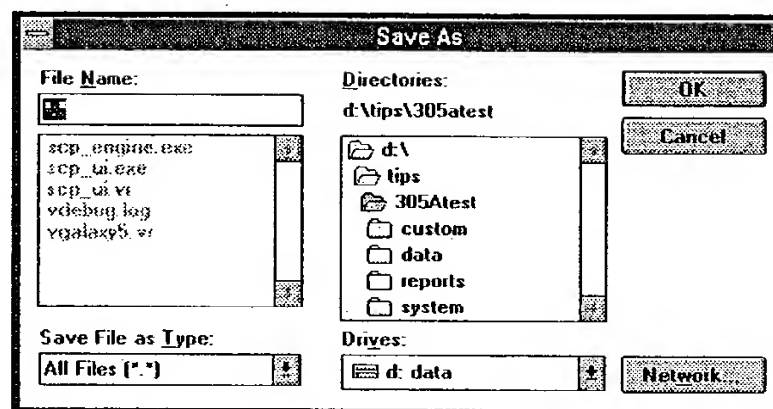 Save As
File Name:
*.*
scp_engine.exe
scp_ui.exe
scp_ui.vr
vdebug.log
vgalaxy5.vr
Save File as Type:
All Files (*.*)
Directories:
d:\tips\305atest
d:\
tips
305Atest
custom
data
reports
system
Drives:
d: data
OK
Cancel
Network...